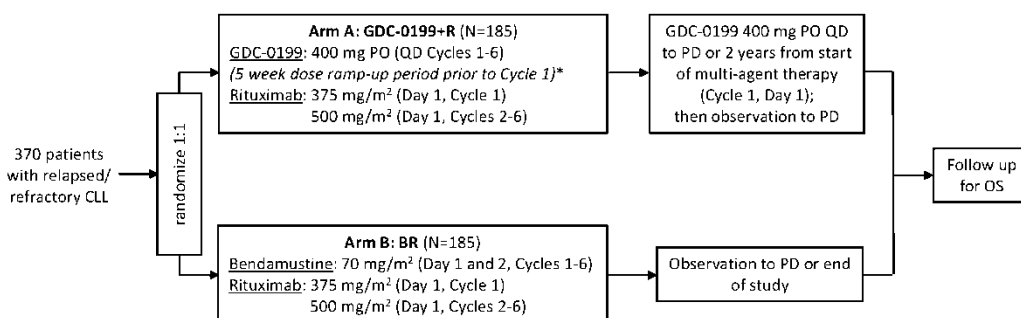 370 patients
with relapsed/
refractory CLL
randomize 1:1
Arm A: GDC-0199+R (N=185)
GDC-0199: 400 mg PO (QD Cycles 1-6)
(5 week dose ramp-up period prior to Cycle 1)*
Rituximab: 375 mg/m² (Day 1, Cycle 1)
500 mg/m² (Day 1, Cycles 2-6)
GDC-0199 400 mg PO QD
to PD or 2 years from start
of multi-agent therapy
(Cycle 1, Day 1);
then observation to PD
Arm B: BR (N=185)
Bendamustine: 70 mg/m² (Day 1 and 2, Cycles 1-6)
Rituximab: 375 mg/m² (Day 1, Cycle 1)
500 mg/m² (Day 1, Cycles 2-6)
Observation to PD or end
of study
Follow up
for OS